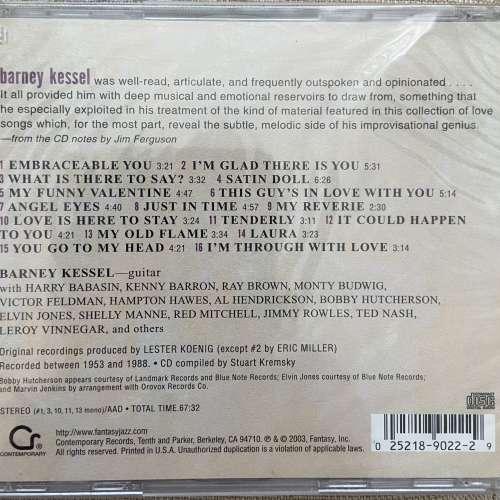 barney kessel was well-read, articulate, and frequently outspoken and opinionated . . . .
It all provided him with deep musical and emotional reservoirs to draw from, something that
he especially exploited in his treatment of the kind of material featured in this collection of love
songs which, for the most part, reveal the subtle, melodic side of his improvisational genius.
—from the CD notes by Jim Ferguson
1 EMBRACEABLE YOU 3:21 2 I'M GLAD THERE IS YOU 5:31
3 WHAT IS THERE TO SAY? 3:32 4 SATIN DOLL 6:26
5 MY FUNNY VALENTINE 4:47 6 THIS GUY'S IN LOVE WITH YOU 5:14
7 ANGEL EYES 4:40 8 JUST IN TIME 4:57 9 MY REVERIE 2:30
10 LOVE IS HERE TO STAY 3:24 11 TENDERLY 5:11 12 IT COULD HAPPEN
TO YOU 2:41 13 MY OLD FLAME 3:34 14 LAURA 3:23
15 YOU GO TO MY HEAD 4:21 16 I'M THROUGH WITH LOVE 3:14
BARNEY KESSEL—guitar
with HARRY BABASIN, KENNY BARRON, RAY BROWN, MONTY BUDWIG,
VICTOR FELDMAN, HAMPTON HAWES, AL HENDRICKSON, BOBBY HUTCHERSON,
ELVIN JONES, SHELLY MANNE, RED MITCHELL, JIMMY ROWLES, TED NASH,
LEROY VINNEGAR, and others
Original recordings produced by LESTER KOENIG (except #2 by ERIC MILLER)
Recorded between 1953 and 1988. • CD compiled by Stuart Kremsky
Bobby Hutcherson appears courtesy of Landmark Records and Blue Note Records; Elvin Jones courtesy of Blue Note Records;
and Marvin Jenkins by arrangement with Orovox Records Co.
STEREO (#1, 3, 10, 11, 13 mono)/AAD • TOTAL TIME 67:32
COMPACT
disc
DIGITAL AUDIO
Cr
CONTEMPORARY
http://www.fantasyjazz.com
Contemporary Records, Tenth and Parker, Berkeley, CA 94710. ℗ & © 2003, Fantasy, Inc.
Printed in U.S.A. Unauthorized duplication is a violation of applicable laws.
0 25218-9022-2 9